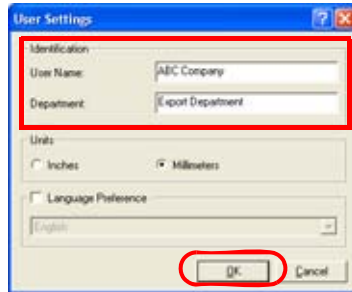 User Settings
Identification
User Name: ABC Company
Department: Export Department
Units
Inches Millimeters
Language Preference
English
OK Cancel